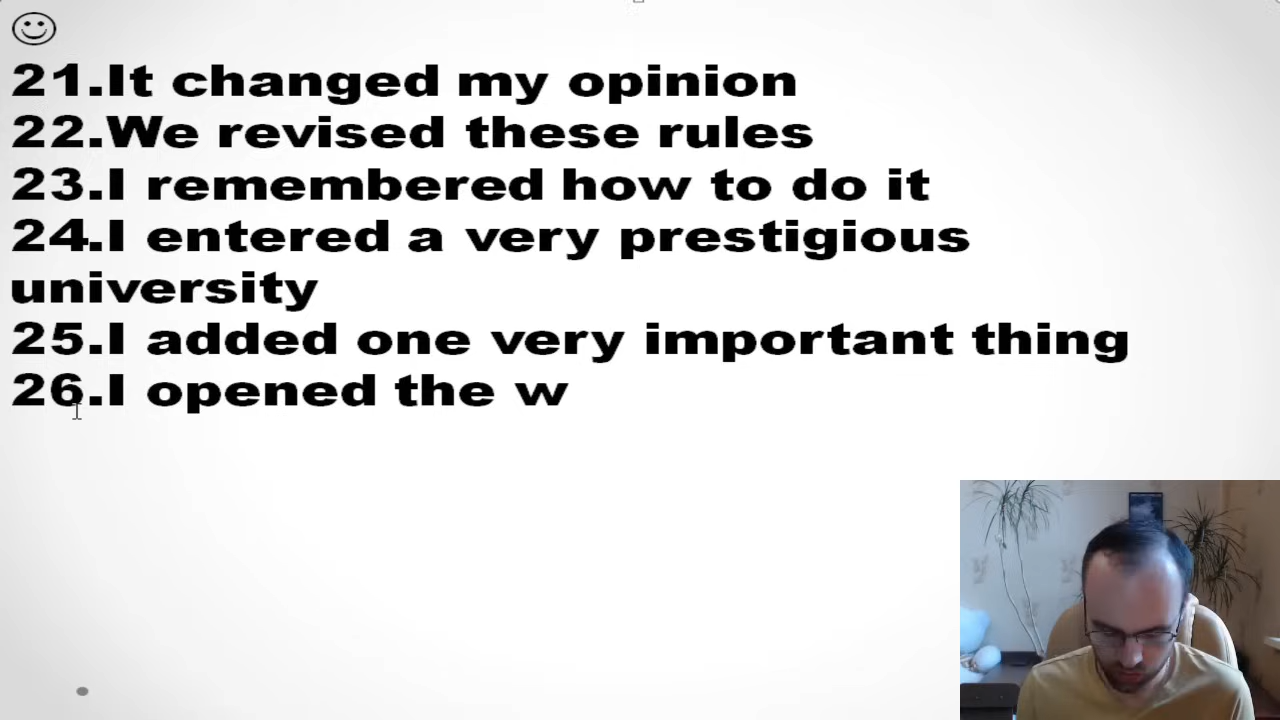 21.It changed my opinion
22.We revised these rules
23.I remembered how to do it
24.I entered a very prestigious
university
25.I added one very important thing
26.I opened the w